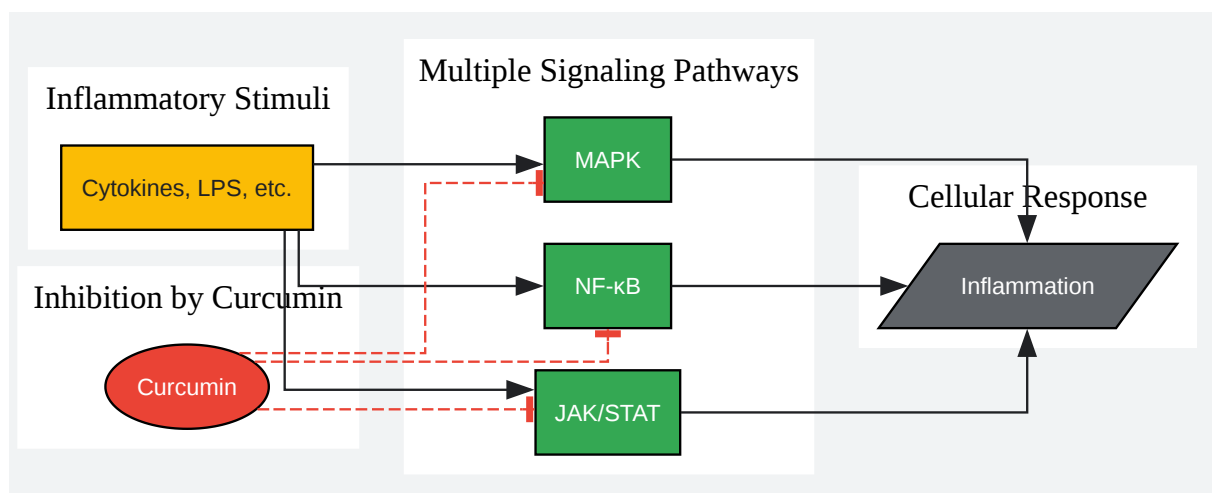 Inflammatory Stimuli
Cytokines, LPS, etc.
Inhibition by Curcumin
Curcumin
Multiple Signaling Pathways
MAPK
NF-κB
JAK/STAT
Cellular Response
Inflammation